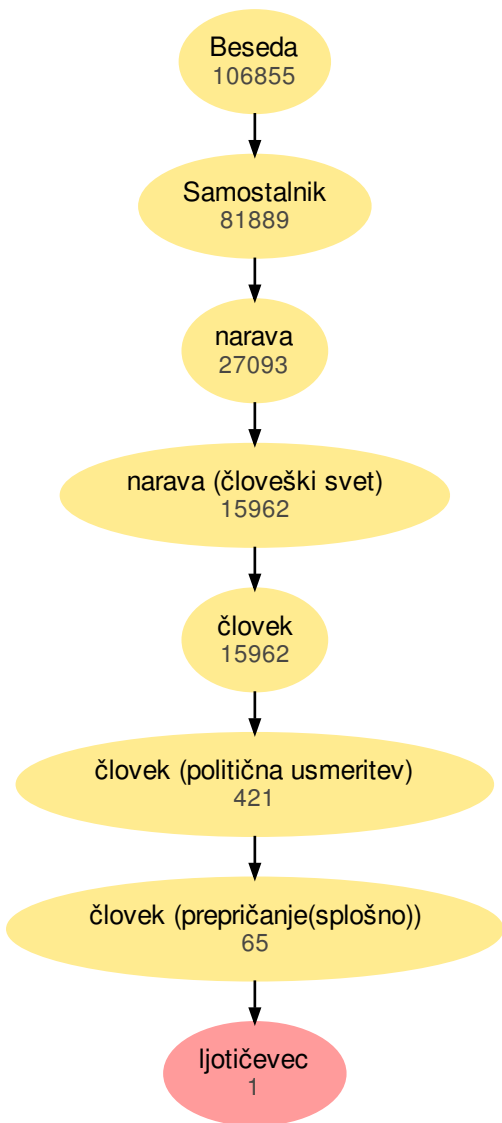 Beseda
106855
Samostalnik
81889
narava
27093
narava (človeški svet)
15962
človek
15962
človek (politična usmeritev)
421
človek (prepričanje(splošno))
65
ljotičevec
1